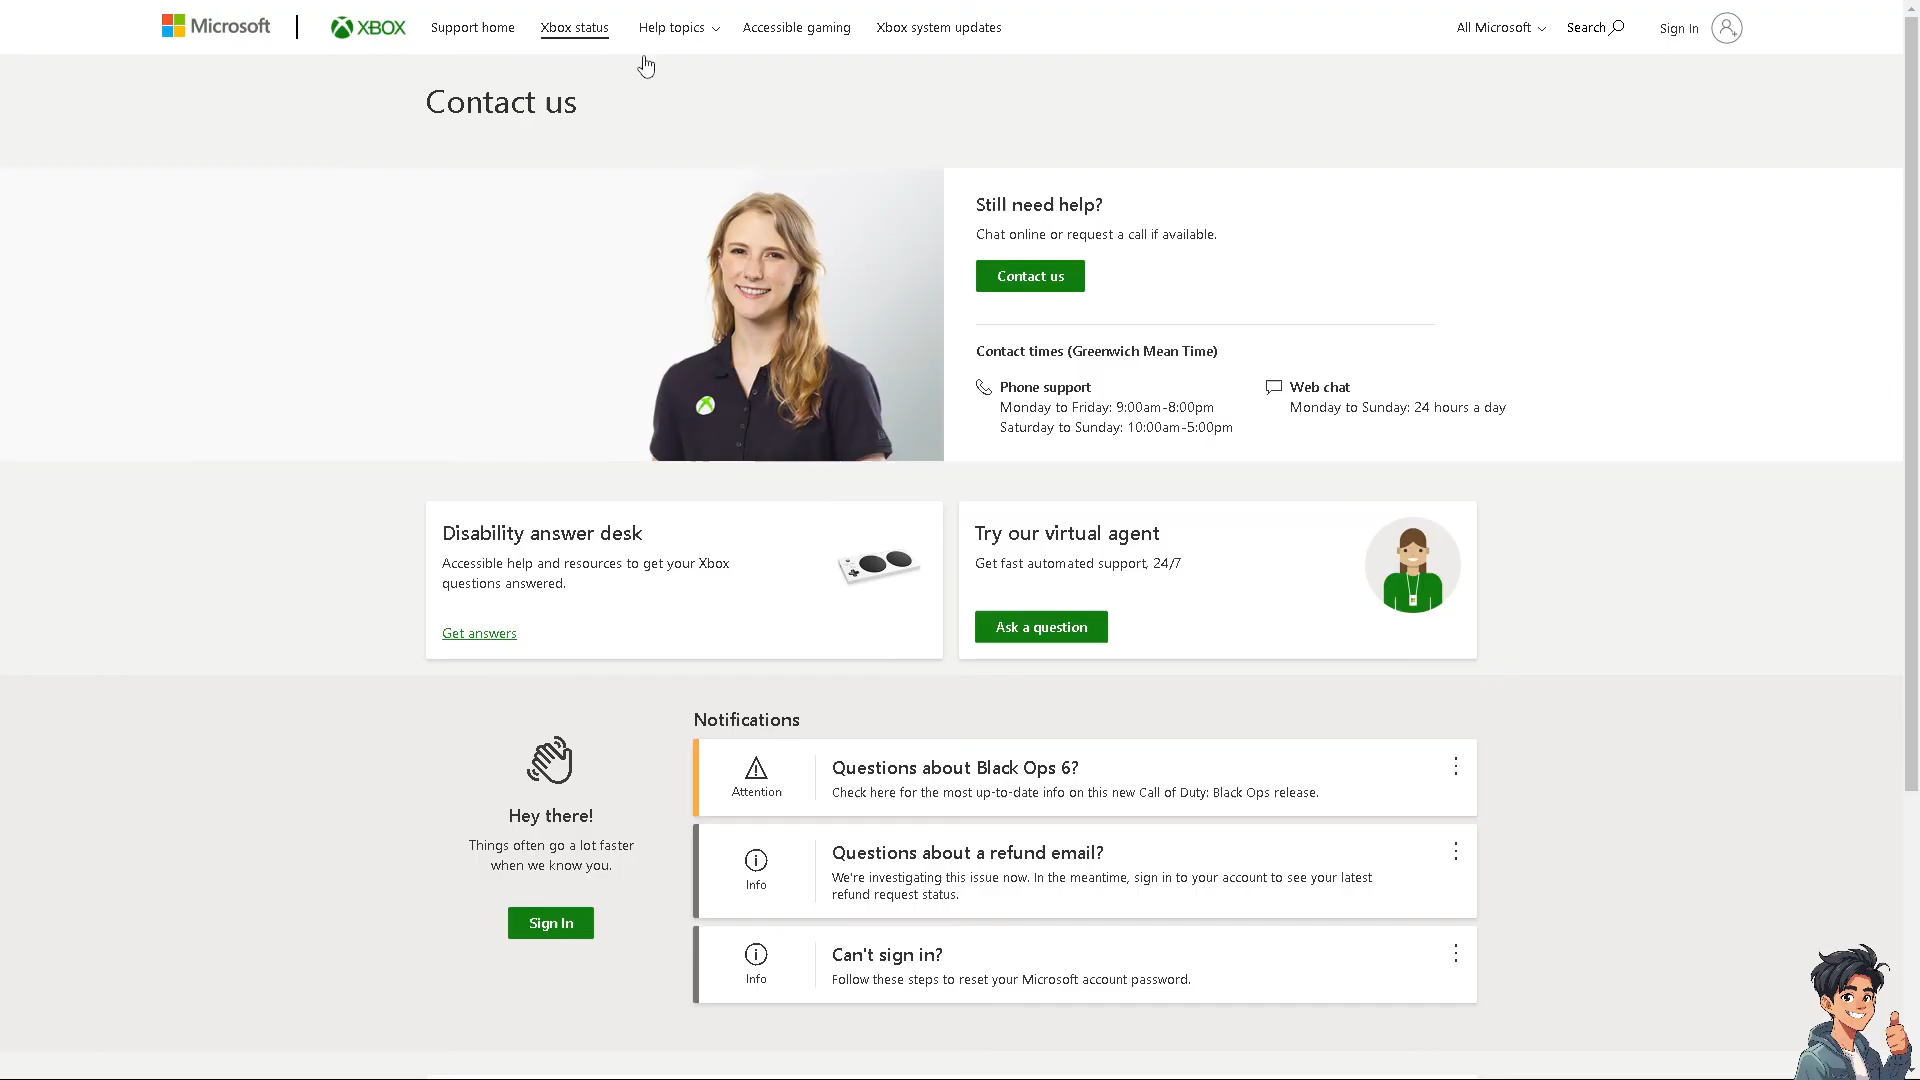 Microsoft
XBOX
Support home
Xbox status
Help topics
Accessible gaming
Xbox system updates
All Microsoft
Search
Sign In
Contact us
Still need help?
Chat online or request a call if available.
Contact us
Contact times (Greenwich Mean Time)
Phone support
Monday to Friday: 9:00am-8:00pm
Saturday to Sunday: 10:00am-5:00pm
Web chat
Monday to Sunday: 24 hours a day
Disability answer desk
Accessible help and resources to get your Xbox
questions answered.
Get answers
Try our virtual agent
Get fast automated support, 24/7
Ask a question
Hey there!
Things often go a lot faster
when we know you.
Sign In
Notifications
Attention
Questions about Black Ops 6?
Check here for the most up-to-date info on this new Call of Duty: Black Ops release.
Info
Questions about a refund email?
We're investigating this issue now. In the meantime, sign in to your account to see your latest
refund request status.
Info
Can't sign in?
Follow these steps to reset your Microsoft account password.